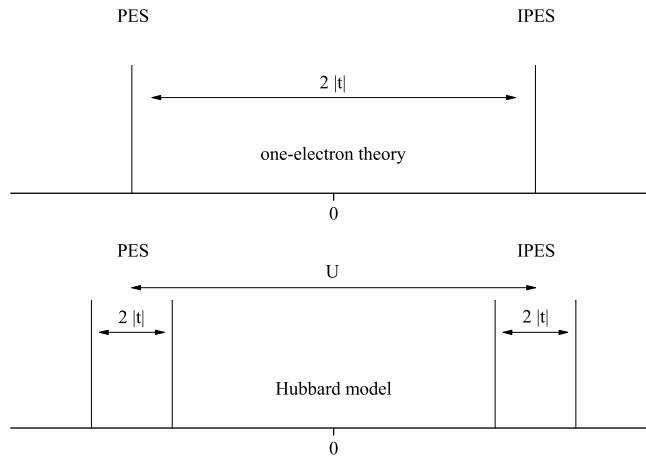 PES IPES
2 |t|
one-electron theory
0
PES IPES
U
2 |t| 2 |t|
Hubbard model
0